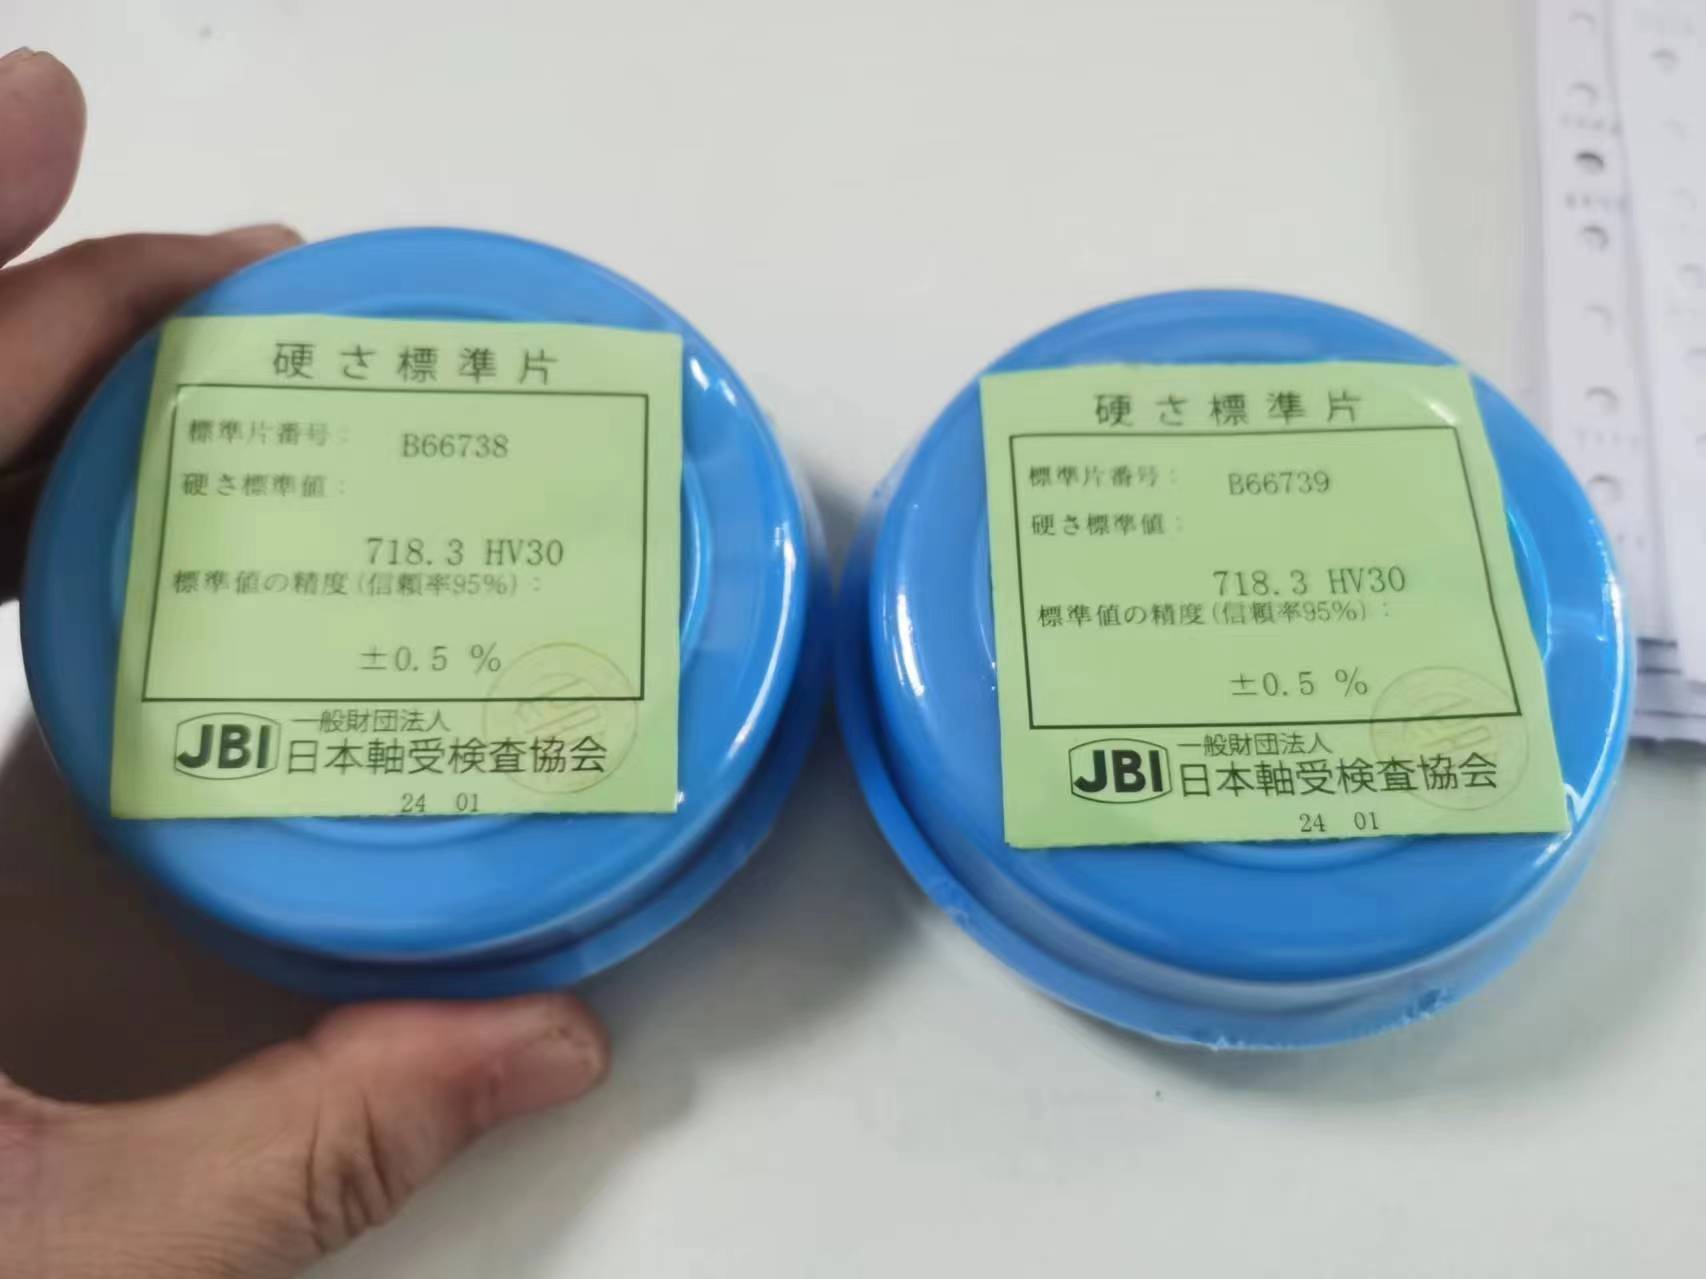 硬さ標準片
標準片番号： B66738
硬さ標準値：
718.3 HV30
標準値の精度(信頼率95%)：
±0.5 %
JBI 一般財団法人
日本軸受検査協会
24 01
硬さ標準片
標準片番号： B66739
硬さ標準値：
718.3 HV30
標準値の精度(信頼率95%)：
±0.5 %
JBI 一般財団法人
日本軸受検査協会
24 01